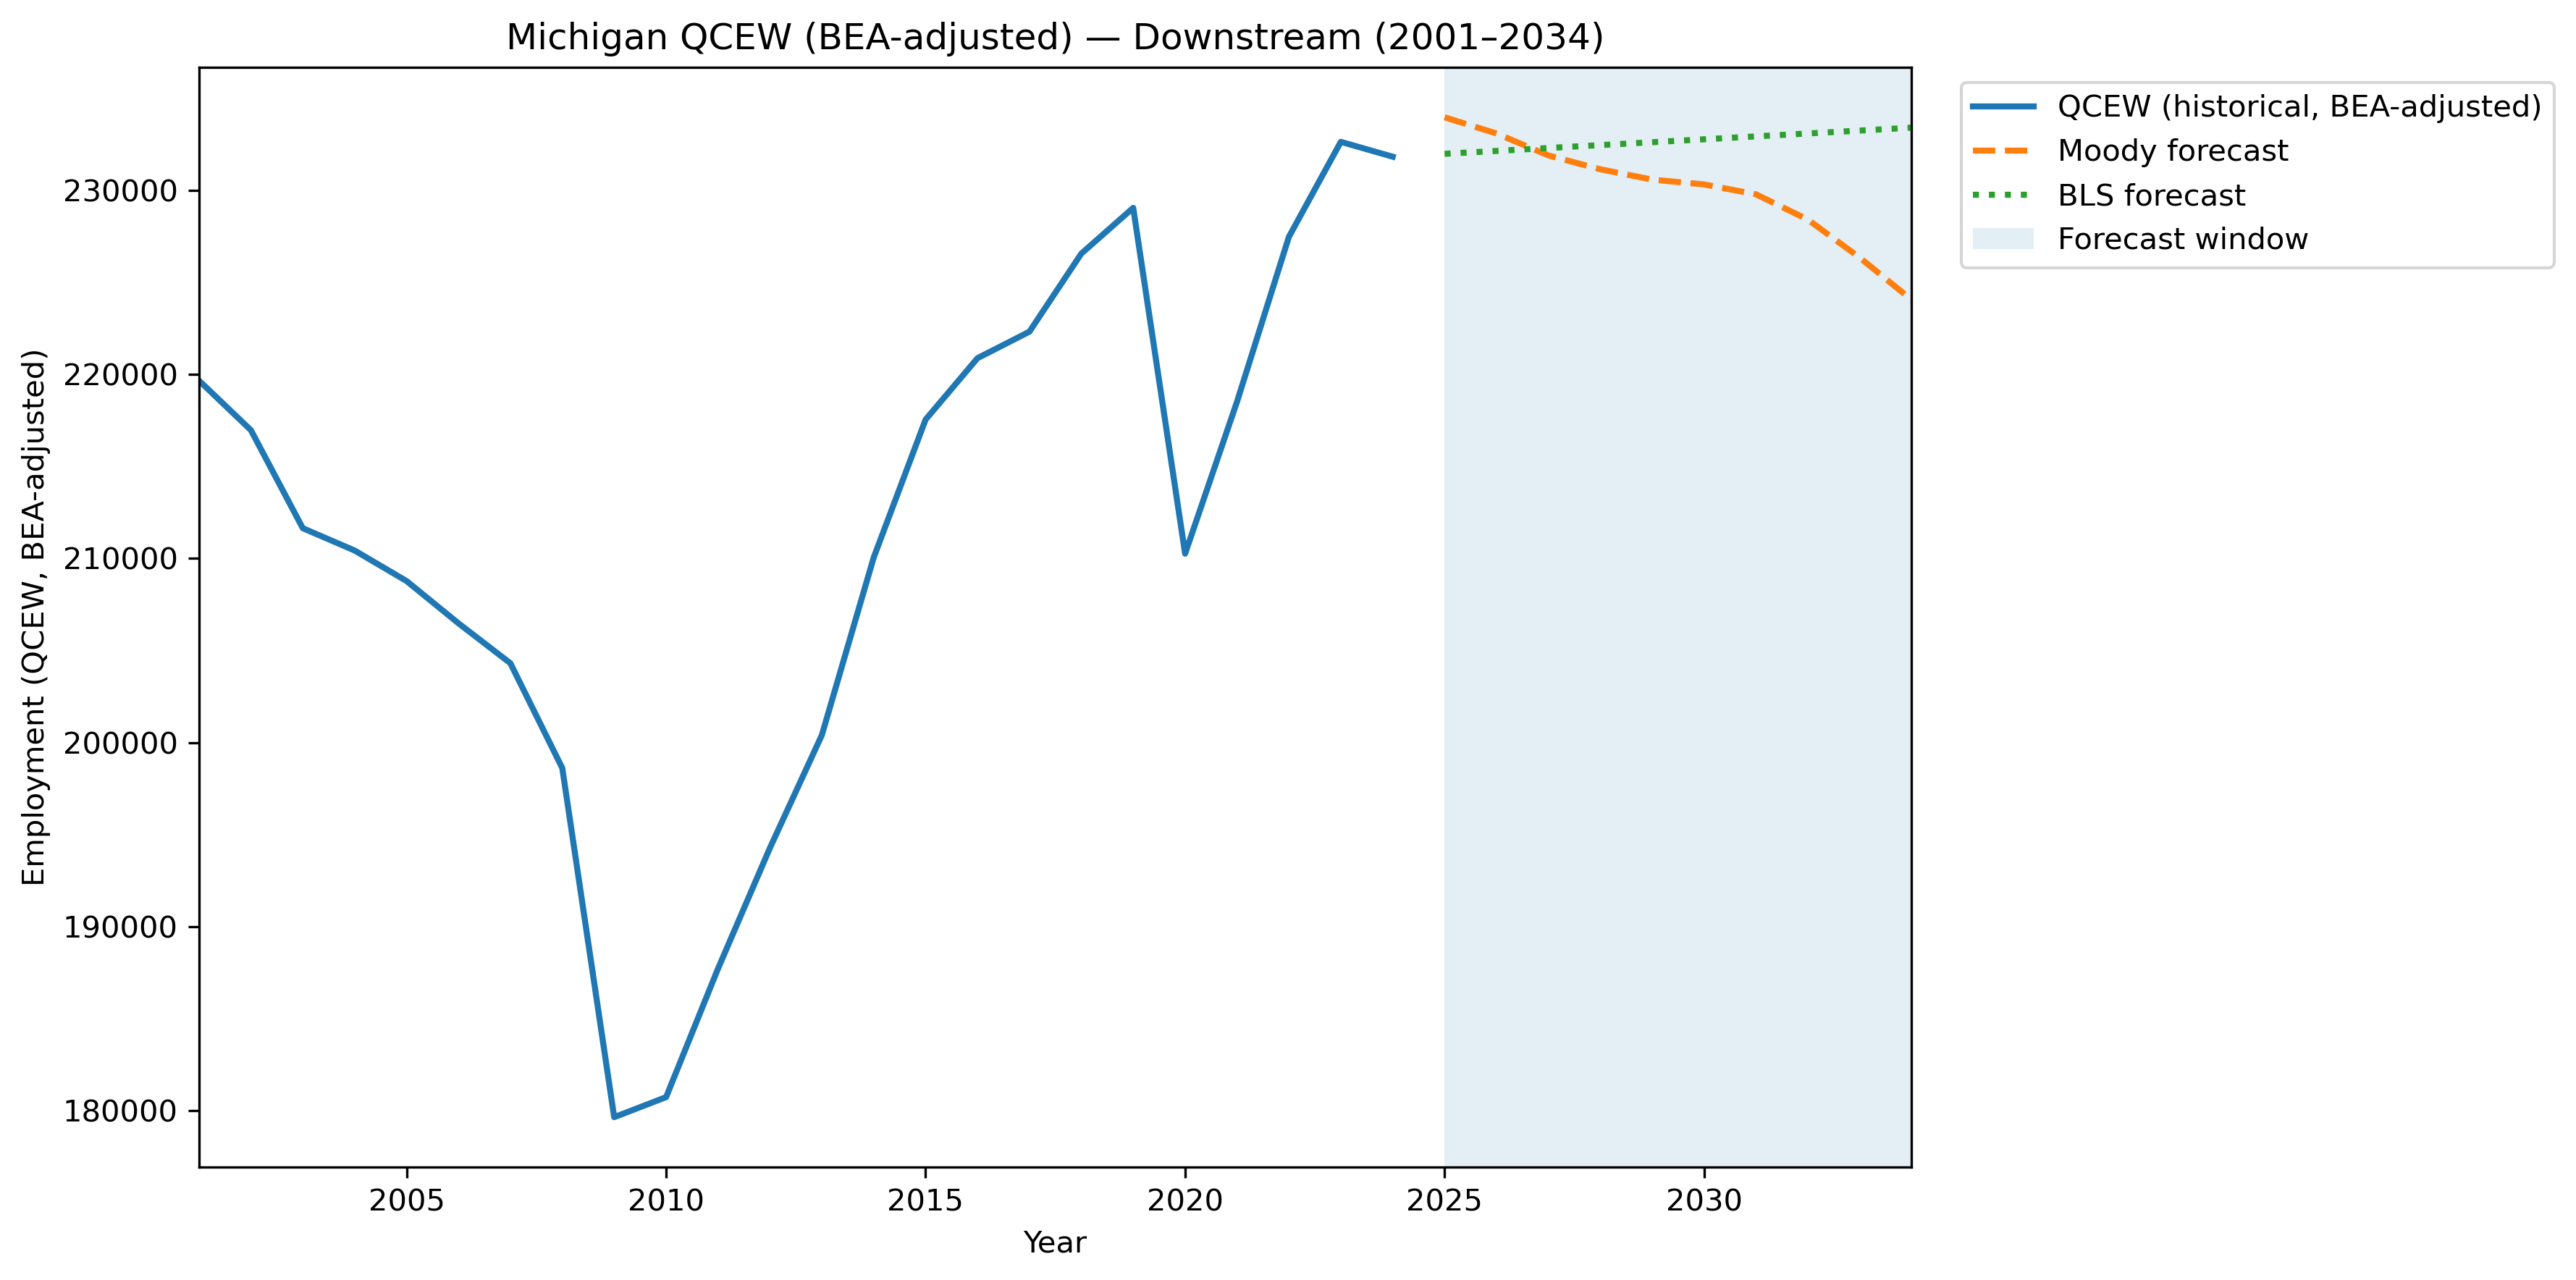 Michigan QCEW (BEA-adjusted) — Downstream (2001–2034)
QCEW (historical, BEA-adjusted)
Moody forecast
BLS forecast
Forecast window
Employment (QCEW, BEA-adjusted)
230000
220000
210000
200000
190000
180000
2005
2010
2015
2020
2025
2030
Year